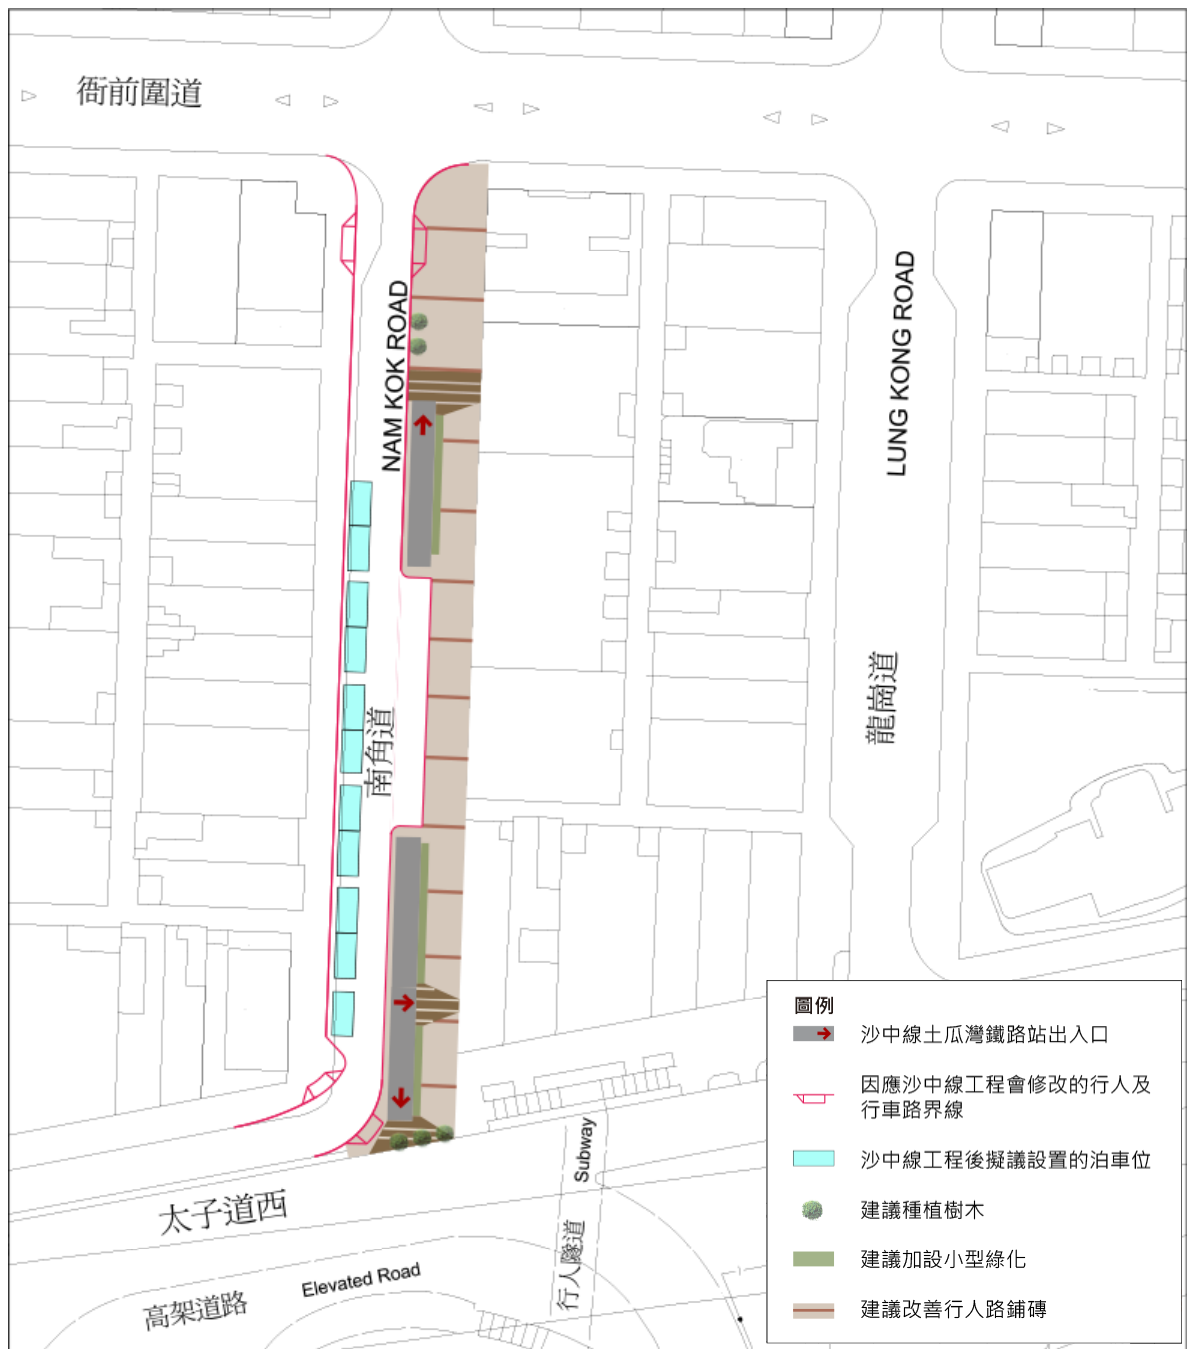 衙前圍道
NAM KOK ROAD
LUNG KONG ROAD
南角道
龍崗道
太子道西
Elevated Road
高架道路
Subway
行人隧道
圖例
沙中線土瓜灣鐵路站出入口
因應沙中線工程會修改的行人及
行車路界線
沙中線工程後擬議設置的泊車位
建議種植樹木
建議加設小型綠化
建議改善行人路鋪磚